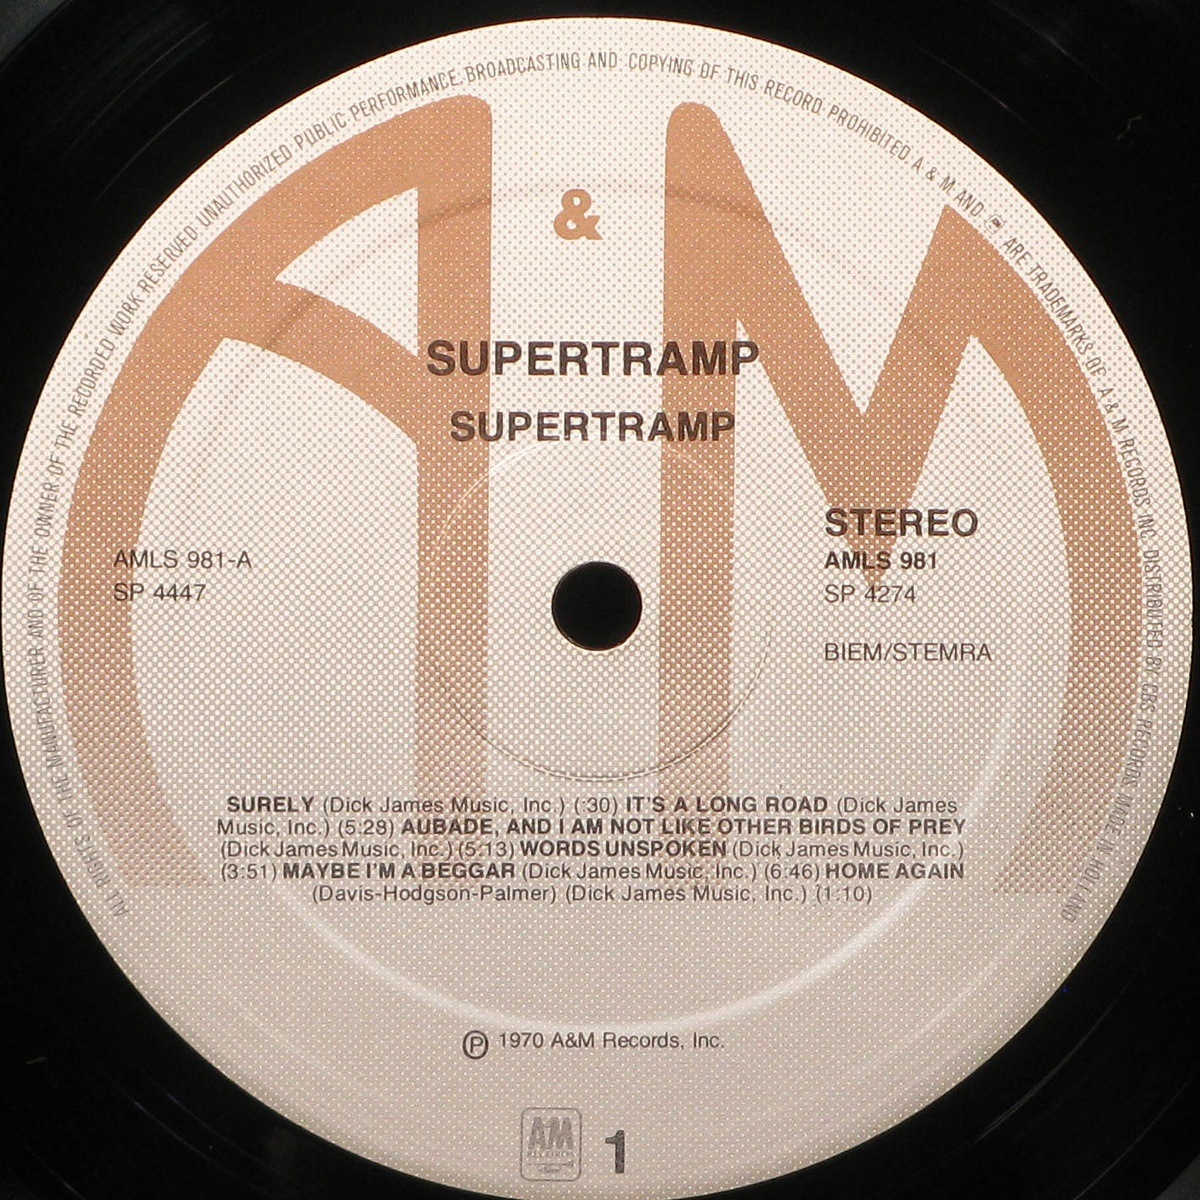 ALL RIGHTS OF THE MANUFACTURER AND OF THE OWNER OF THE RECORDED WORK RESERVED UNAUTHORIZED PUBLIC PERFORMANCE, BROADCASTING AND COPYING OF THIS RECORD PROHIBITED A & M AND AM ARE TRADEMARKS OF A & M RECORDS INC. DISTRIBUTED BY CBS RECORDS MADE IN HOLLAND
A & M
SUPERTRAMP
SUPERTRAMP
STEREO
AMLS 981-A
AMLS 981
SP 4447
SP 4274
BIEM/STEMRA
SURELY (Dick James Music, Inc.) (:30) IT'S A LONG ROAD (Dick James
Music, Inc.) (5:28) AUBADE, AND I AM NOT LIKE OTHER BIRDS OF PREY
(Dick James Music, Inc.) (5:13) WORDS UNSPOKEN (Dick James Music, Inc.)
(3:51) MAYBE I'M A BEGGAR (Dick James Music, Inc.) (6:46) HOME AGAIN
(Davis-Hodgson-Palmer) (Dick James Music, Inc.) (1:10)
℗ 1970 A&M Records, Inc.
AM
RECORDS
1